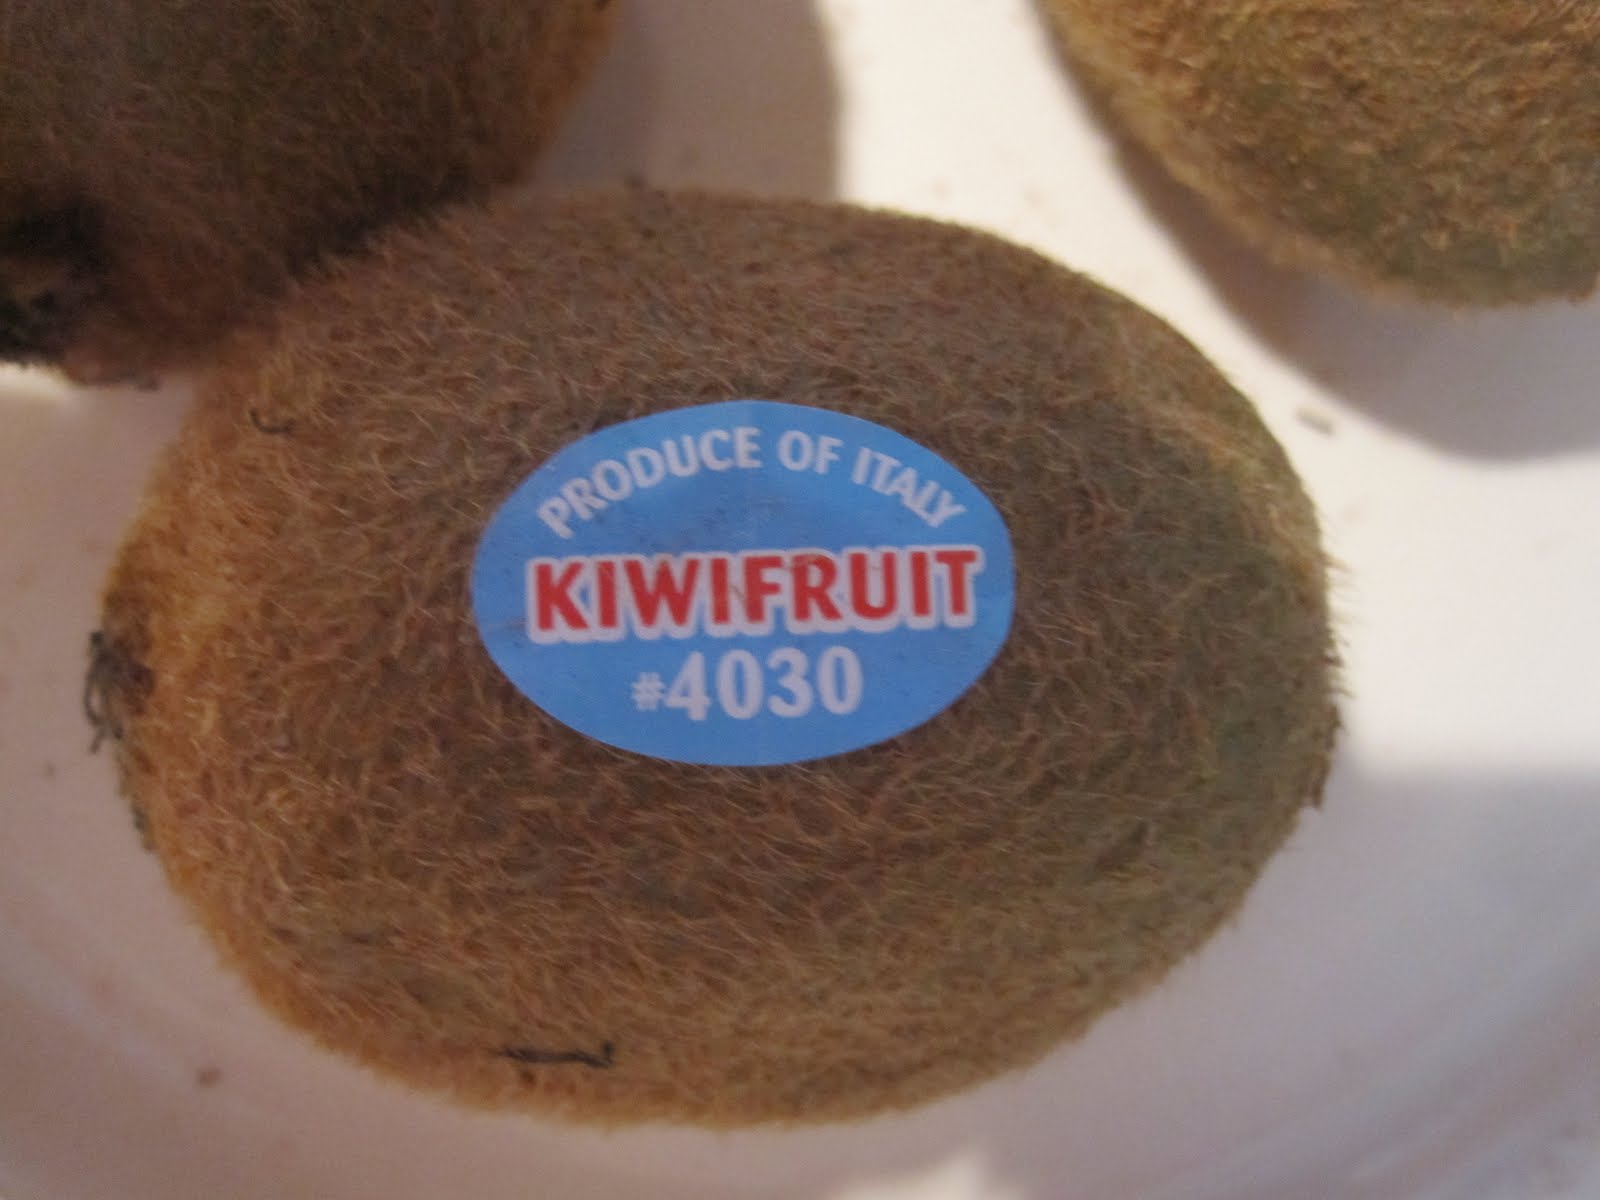 PRODUCE OF ITALY
KIWIFRUIT
#4030